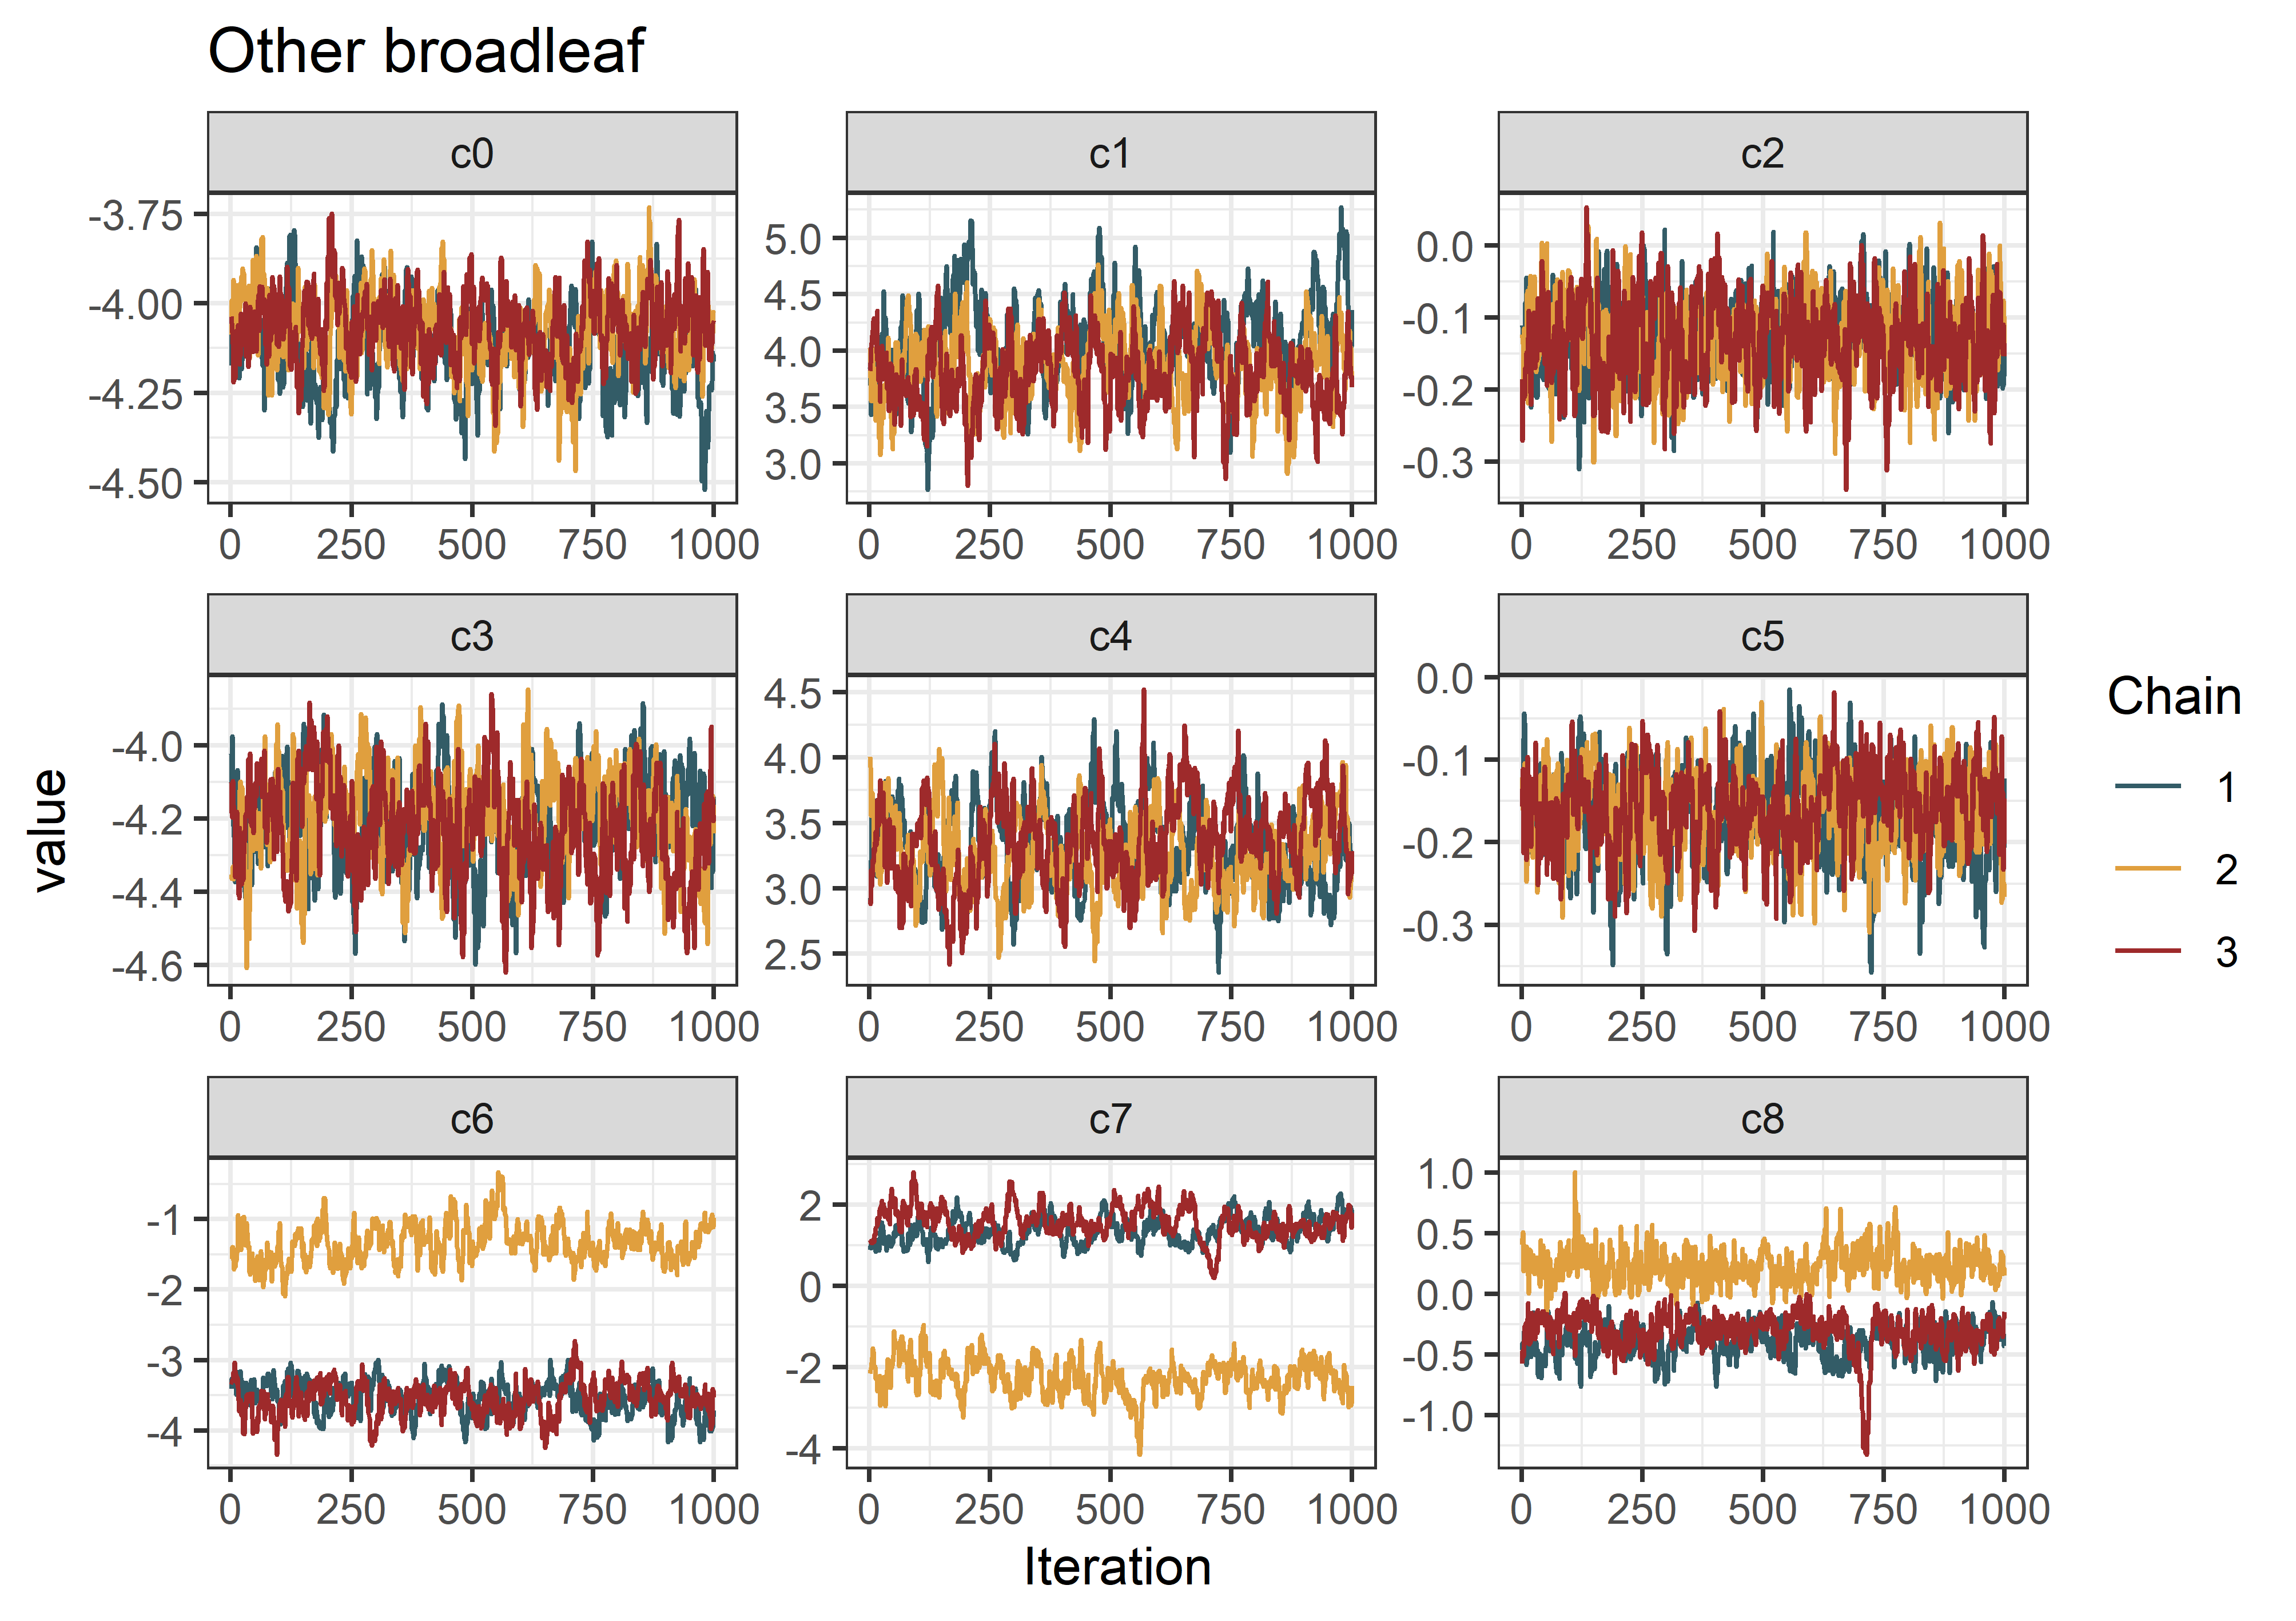 Other broadleaf
c0 c1 c2
-3.75 -4.00 -4.25 -4.50
5.0 4.5 4.0 3.5 3.0
0.0 -0.1 -0.2 -0.3
0 250 500 750 1000 0 250 500 750 1000 0 250 500 750 1000
c3 c4 c5
-4.0 -4.2 -4.4 -4.6
4.5 4.0 3.5 3.0 2.5
0.0 -0.1 -0.2 -0.3
0 250 500 750 1000 0 250 500 750 1000 0 250 500 750 1000
c6 c7 c8
-1 -2 -3 -4
2 0 -2 -4
1.0 0.5 0.0 -0.5 -1.0
0 250 500 750 1000 0 250 500 750 1000 0 250 500 750 1000
value
Iteration
Chain
1
2
3